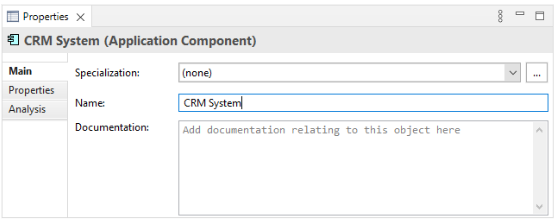 Properties
CRM System (Application Component)
Main
Specialization:
(none)
...
Properties
Name:
CRM System
Analysis
Documentation:
Add documentation relating to this object here